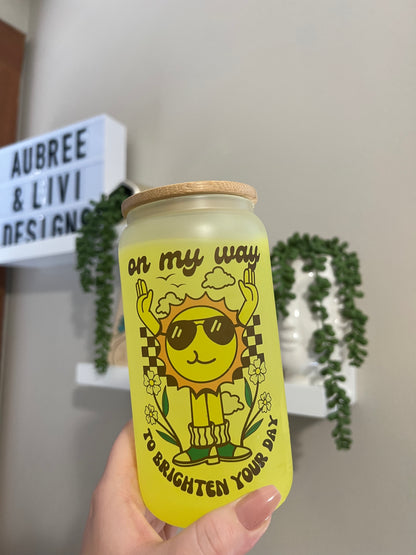 AUBREE
& LIVI
DESIGNS
on my way
TO BRIGHTEN YOUR DAY